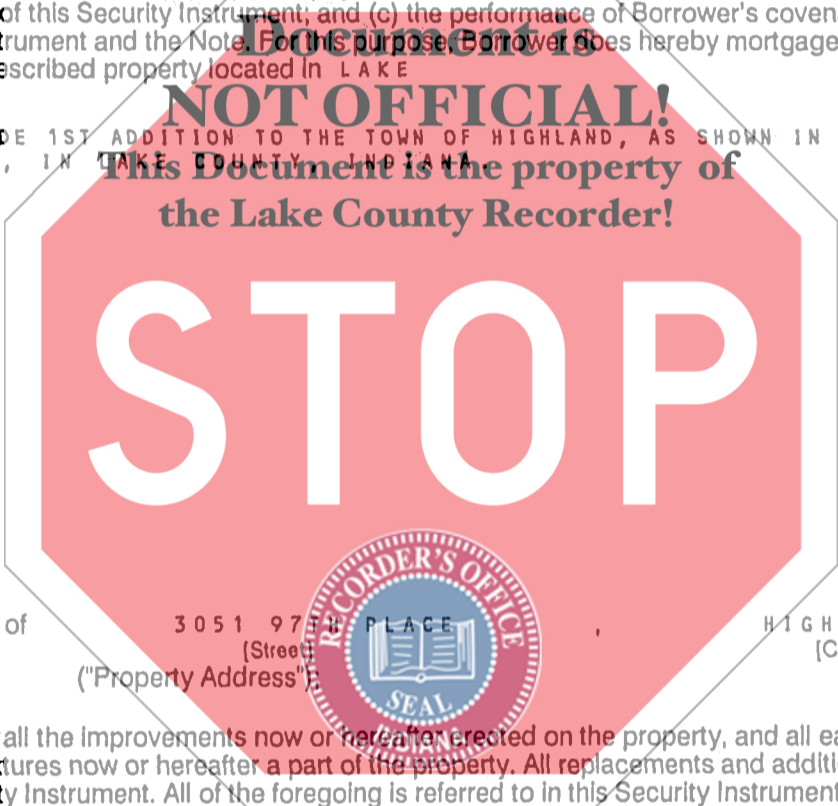 of this Security Instrument; and (c) the performance of Borrower's coven
trument and the Note. For this purpose, Borrower does hereby mortgage
Document is
escribed property located in LAKE
NOT OFFICIAL!
DE 1ST ADDITION TO THE TOWN OF HIGHLAND, AS SHOWN IN
, IN LAKE COUNTY, INDIANA.
This Document is the property of
the Lake County Recorder!
STOP
RECORDER'S OFFICE
of 3051 97TH PLACE , HIGH
[Street] [C
("Property Address");
SEAL
INDIANA
all the improvements now or hereafter erected on the property, and all ea
tures now or hereafter a part of the property. All replacements and additi
y Instrument. All of the foregoing is referred to in this Security Instrumen